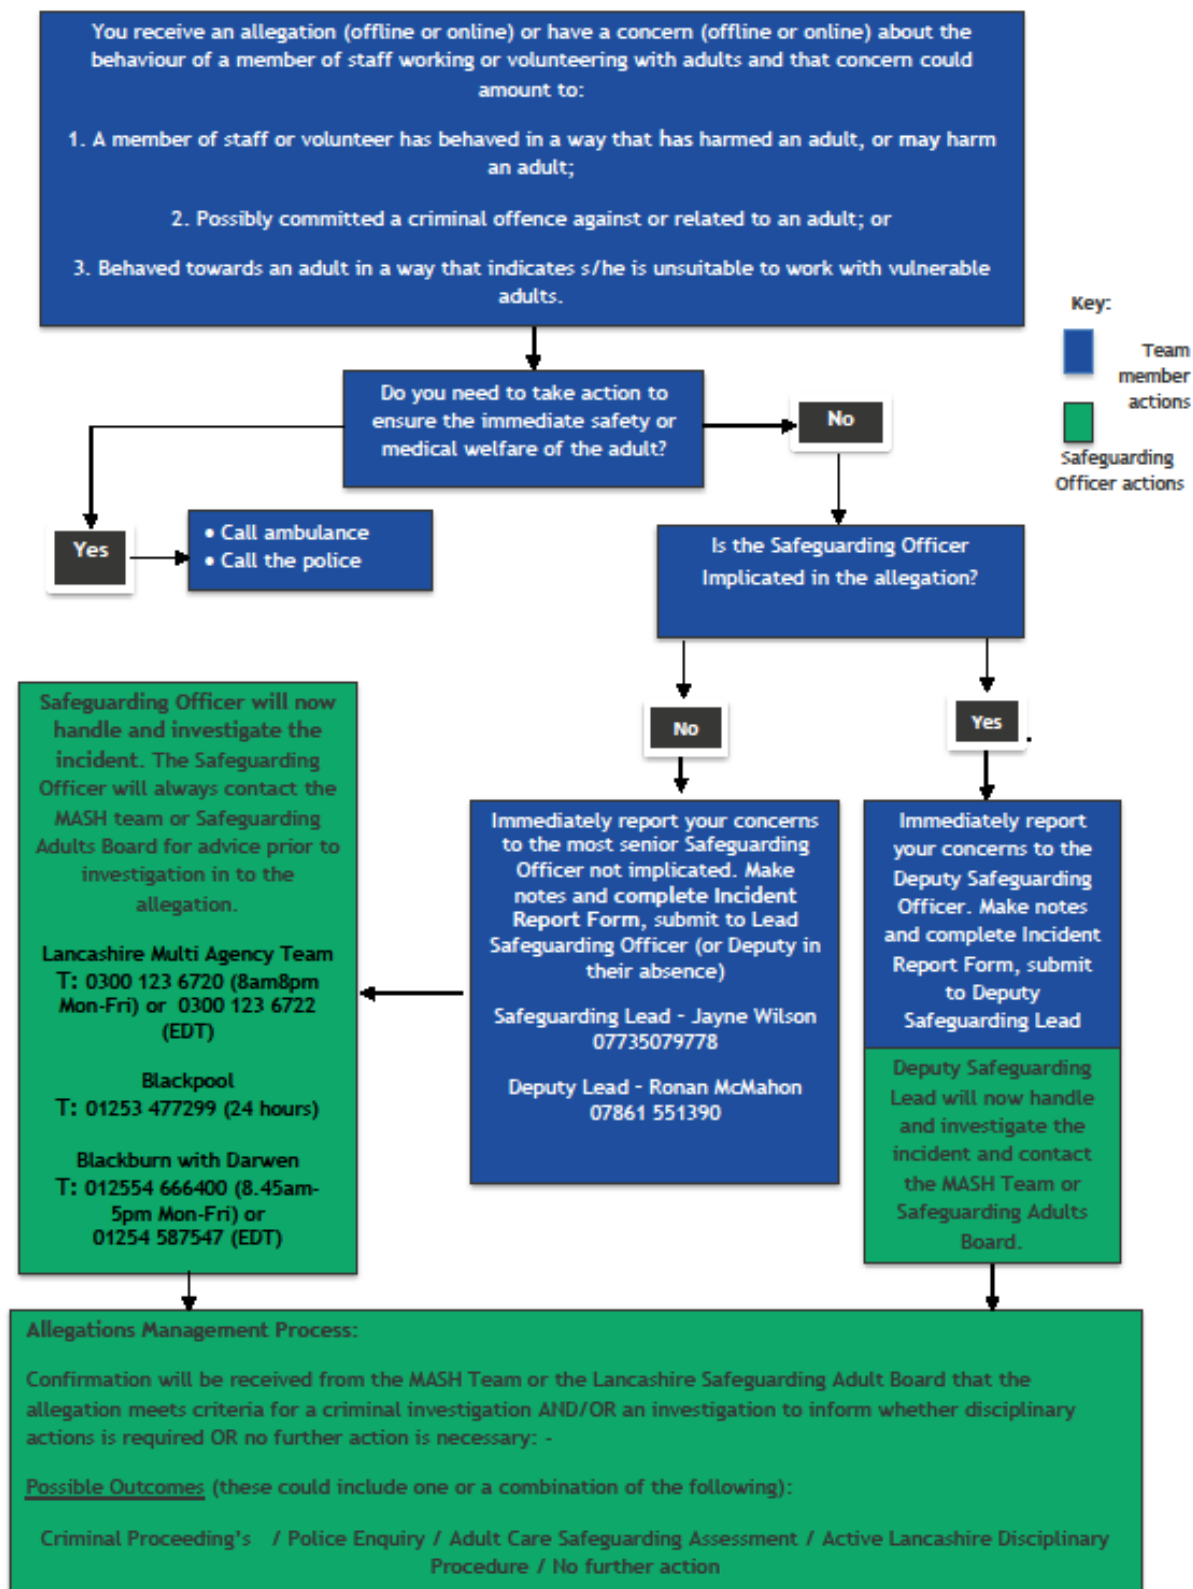 You receive an allegation (offline or online) or have a concern (offline or online) about the
behaviour of a member of staff working or volunteering with adults and that concern could
amount to:
1. A member of staff or volunteer has behaved in a way that has harmed an adult, or may harm
an adult;
2. Possibly committed a criminal offence against or related to an adult; or
3. Behaved towards an adult in a way that indicates s/he is unsuitable to work with vulnerable
adults.
Key:
Team
member
actions
Safeguarding
Officer actions
Do you need to take action to
ensure the immediate safety or
medical welfare of the adult?
No
Yes
• Call ambulance
• Call the police
Is the Safeguarding Officer
Implicated in the allegation?
No
Yes
.
Safeguarding Officer will now
handle and investigate the
incident. The Safeguarding
Officer will always contact the
MASH team or Safeguarding
Adults Board for advice prior to
investigation in to the
allegation.
Lancashire Multi Agency Team
T: 0300 123 6720 (8am8pm
Mon-Fri) or 0300 123 6722
(EDT)
Blackpool
T: 01253 477299 (24 hours)
Blackburn with Darwen
T: 012554 666400 (8.45am-
5pm Mon-Fri) or
01254 587547 (EDT)
Immediately report your concerns
to the most senior Safeguarding
Officer not implicated. Make
notes and complete Incident
Report Form, submit to Lead
Safeguarding Officer (or Deputy in
their absence)
Safeguarding Lead - Jayne Wilson
07735079778
Deputy Lead - Ronan McMahon
07861 551390
Immediately report
your concerns to the
Deputy Safeguarding
Officer. Make notes
and complete Incident
Report Form, submit
to Deputy
Safeguarding Lead
Deputy Safeguarding
Lead will now handle
and investigate the
incident and contact
the MASH Team or
Safeguarding Adults
Board.
Allegations Management Process:
Confirmation will be received from the MASH Team or the Lancashire Safeguarding Adult Board that the
allegation meets criteria for a criminal investigation AND/OR an investigation to inform whether disciplinary
actions is required OR no further action is necessary: -
Possible Outcomes (these could include one or a combination of the following):
Criminal Proceeding's / Police Enquiry / Adult Care Safeguarding Assessment / Active Lancashire Disciplinary
Procedure / No further action